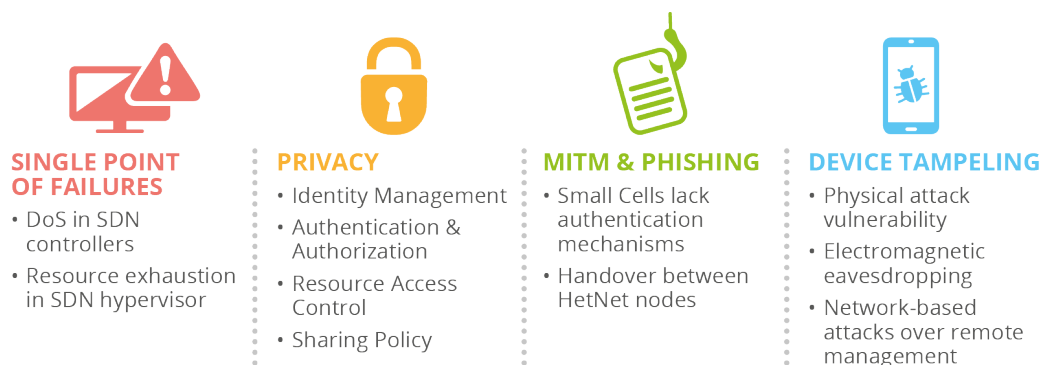 SINGLE POINT
OF FAILURES
• DoS in SDN
controllers
• Resource exhaustion
in SDN hypervisor
PRIVACY
• Identity Management
• Authentication &
Authorization
• Resource Access
Control
• Sharing Policy
MITM & PHISHING
• Small Cells lack
authentication
mechanisms
• Handover between
HetNet nodes
DEVICE TAMPELING
• Physical attack
vulnerability
• Electromagnetic
eavesdropping
• Network-based
attacks over remote
management